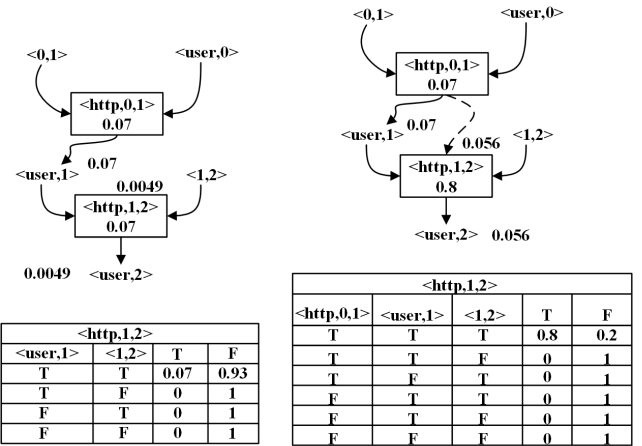 <0,1>
<user,0>
<http,0,1>
0.07
0.07
<user,1>
0.0049
<1,2>
<http,1,2>
0.07
0.0049
<user,2>
<http,1,2>
<user,1> <1,2> T F
T T 0.07 0.93
T F 0 1
F T 0 1
F F 0 1
<0,1>
<user,0>
<http,0,1>
0.07
0.07
<user,1>
0.056
<1,2>
<http,1,2>
0.8
<user,2>
0.056
<http,1,2>
<http,0,1> <user,1> <1,2> T F
T T T 0.8 0.2
T T F 0 1
T F T 0 1
F T T 0 1
F T F 0 1
F F F 0 1